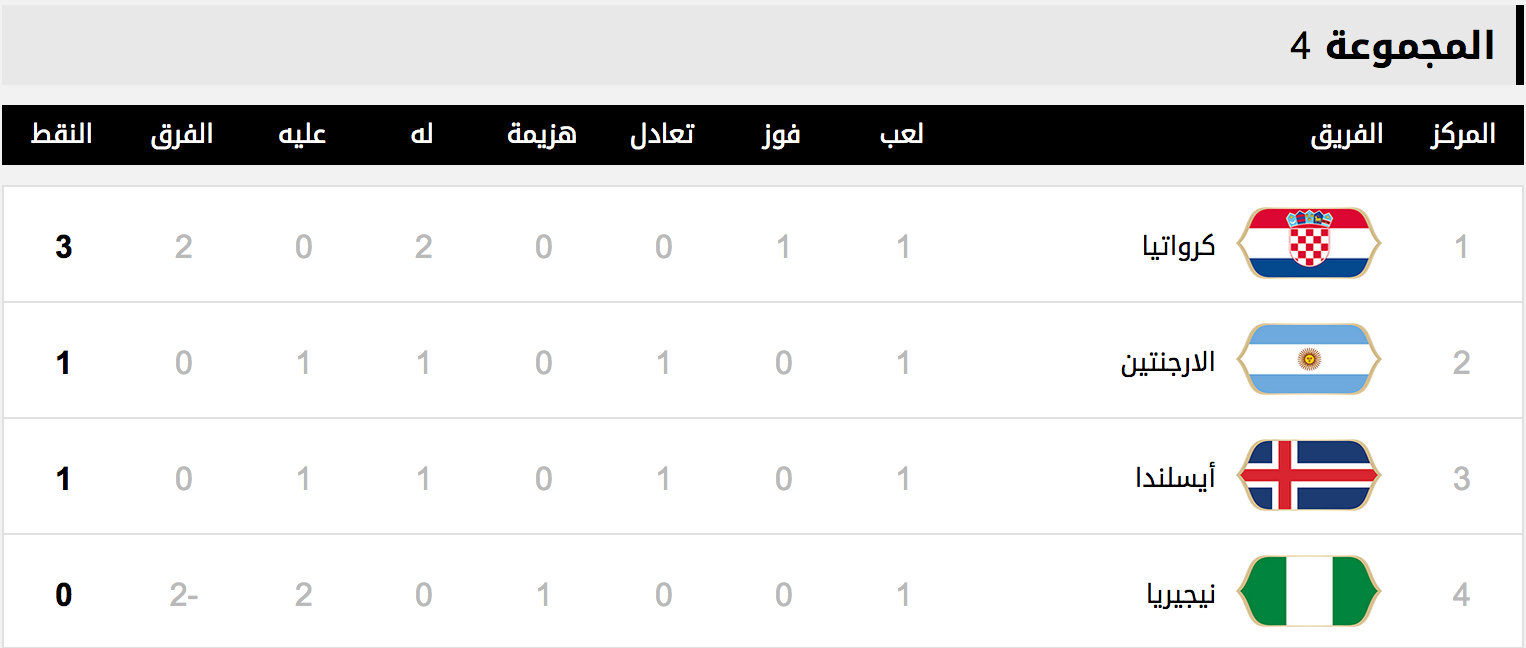 المجموعة 4
المركز الفريق لعب فوز تعادل هزيمة له عليه الفرق النقط
1 كرواتيا 1 1 0 0 2 0 2 3
2 الارجنتين 1 0 1 0 1 1 0 1
3 أيسلندا 1 0 1 0 1 1 0 1
4 نيجيريا 1 0 0 1 0 2 2- 0